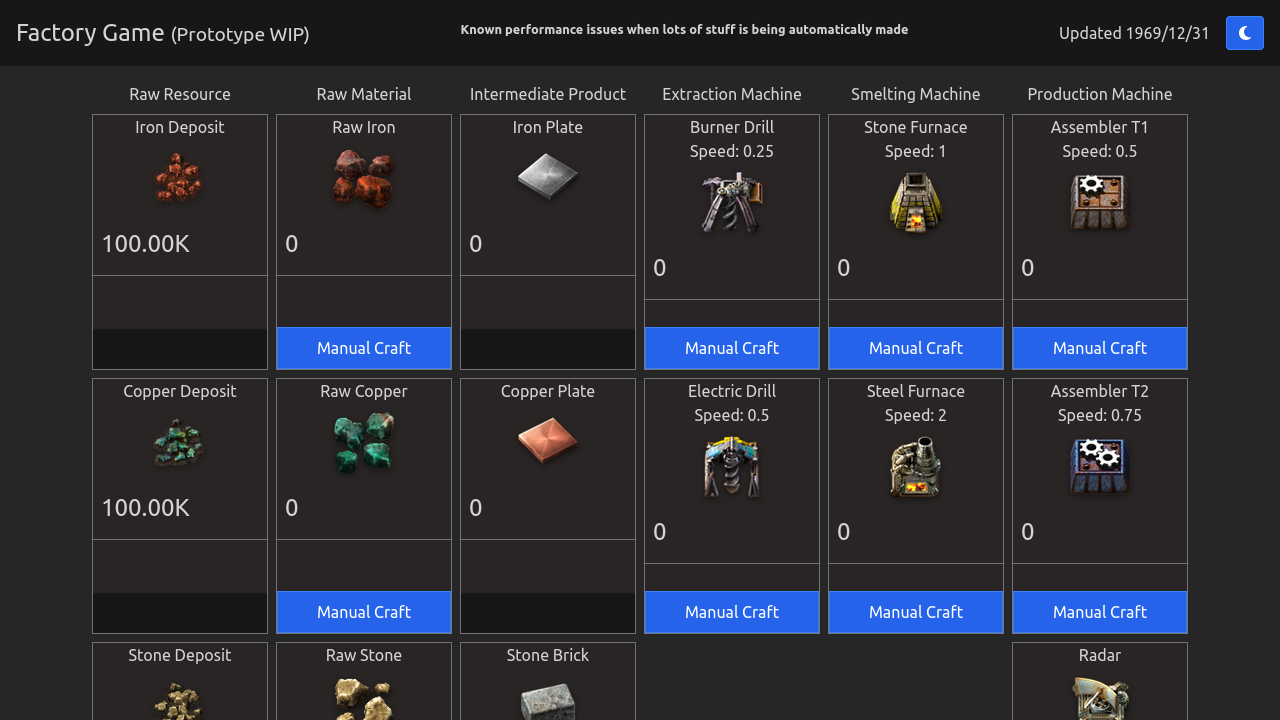 Factory Game (Prototype WIP)
Known performance issues when lots of stuff is being automatically made
Updated 1969/12/31
Raw Resource
Raw Material
Intermediate Product
Extraction Machine
Smelting Machine
Production Machine
Iron Deposit
100.00K
Raw Iron
0
Manual Craft
Iron Plate
0
Burner Drill
Speed: 0.25
0
Manual Craft
Stone Furnace
Speed: 1
0
Manual Craft
Assembler T1
Speed: 0.5
0
Manual Craft
Copper Deposit
100.00K
Raw Copper
0
Manual Craft
Copper Plate
0
Electric Drill
Speed: 0.5
0
Manual Craft
Steel Furnace
Speed: 2
0
Manual Craft
Assembler T2
Speed: 0.75
0
Manual Craft
Stone Deposit
Raw Stone
Stone Brick
Radar